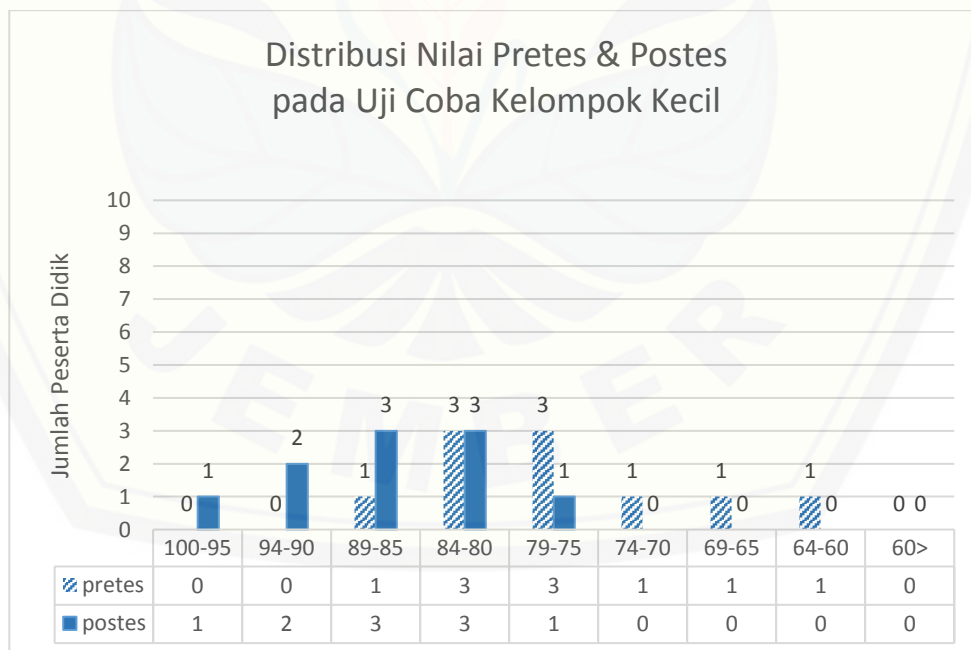 Distribusi Nilai Pretes & Postes
pada Uji Coba Kelompok Kecil
Jumlah Peserta Didik
10
9
8
7
6
5
4
3
2
1
0
0 1 0 2 1 3 3 3 3 1 1 0 1 0 1 0 0 0
100-95 94-90 89-85 84-80 79-75 74-70 69-65 64-60 60>
pretes 0 0 1 3 3 1 1 1 0
postes 1 2 3 3 1 0 0 0 0
JEMBER